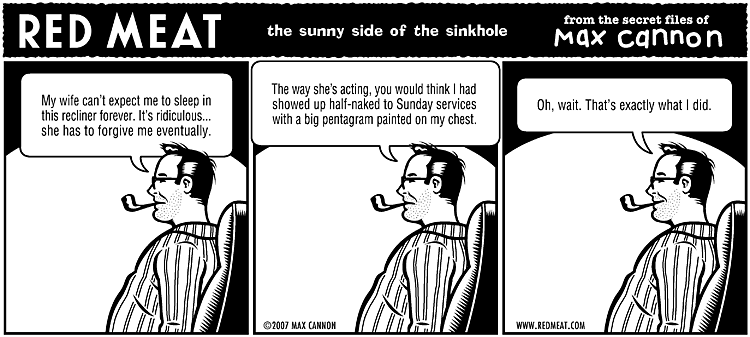 RED MEAT
the sunny side of the sinkhole
from the secret files of
Max Cannon
My wife can't expect me to sleep in
this recliner forever. It's ridiculous...
she has to forgive me eventually.
The way she's acting, you would think I had
showed up half-naked to Sunday services
with a big pentagram painted on my chest.
©2007 MAX CANNON
Oh, wait. That's exactly what I did.
WWW.REDMEAT.COM